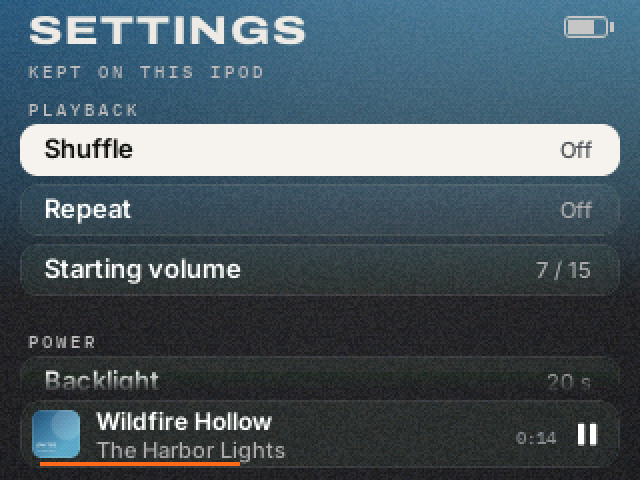 SETTINGS
KEPT ON THIS IPOD
PLAYBACK
Shuffle Off
Repeat Off
Starting volume 7 / 15
POWER
Backlight 20 s
Wildfire Hollow
The Harbor Lights
0:14